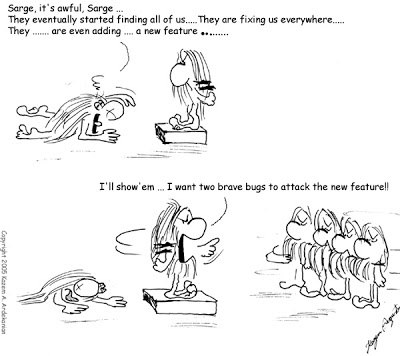 Sarge, it's awful, Sarge ...
They eventually started finding all of us.....They are fixing us everywhere.....
They ....... are even adding .... a new feature ...........
I'll show'em ... I want two brave bugs to attack the new feature!!
Copyright 2005 Kazem A. Ardekanian